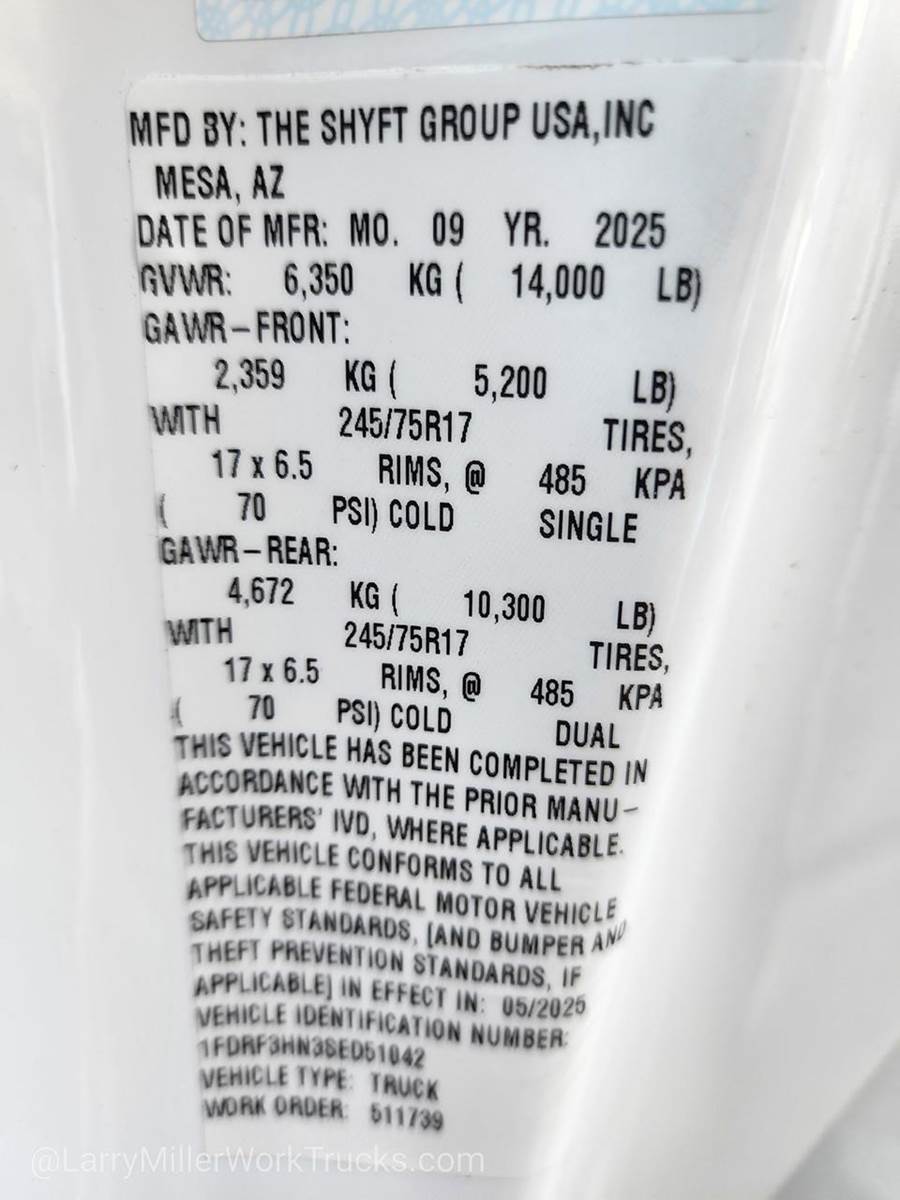 MFD BY: THE SHYFT GROUP USA,INC
MESA, AZ
DATE OF MFR: MO. 09 YR. 2025
GVWR: 6,350 KG ( 14,000 LB)
GAWR-FRONT:
2,359 KG ( 5,200 LB)
WITH 245/75R17 TIRES,
17 x 6.5 RIMS, @ 485 KPA
( 70 PSI) COLD SINGLE
GAWR-REAR:
4,672 KG ( 10,300 LB)
WITH 245/75R17 TIRES,
17 x 6.5 RIMS, @ 485 KPA
( 70 PSI) COLD DUAL
THIS VEHICLE HAS BEEN COMPLETED IN
ACCORDANCE WITH THE PRIOR MANU-
FACTURERS' IVD, WHERE APPLICABLE.
THIS VEHICLE CONFORMS TO ALL
APPLICABLE FEDERAL MOTOR VEHICLE
SAFETY STANDARDS, [AND BUMPER AND
THEFT PREVENTION STANDARDS, IF
APPLICABLE] IN EFFECT IN: 05/2025
VEHICLE IDENTIFICATION NUMBER:
1FDRF3HN3SED51042
VEHICLE TYPE: TRUCK
WORK ORDER: 511739
@LarryMillerWorkTrucks.com